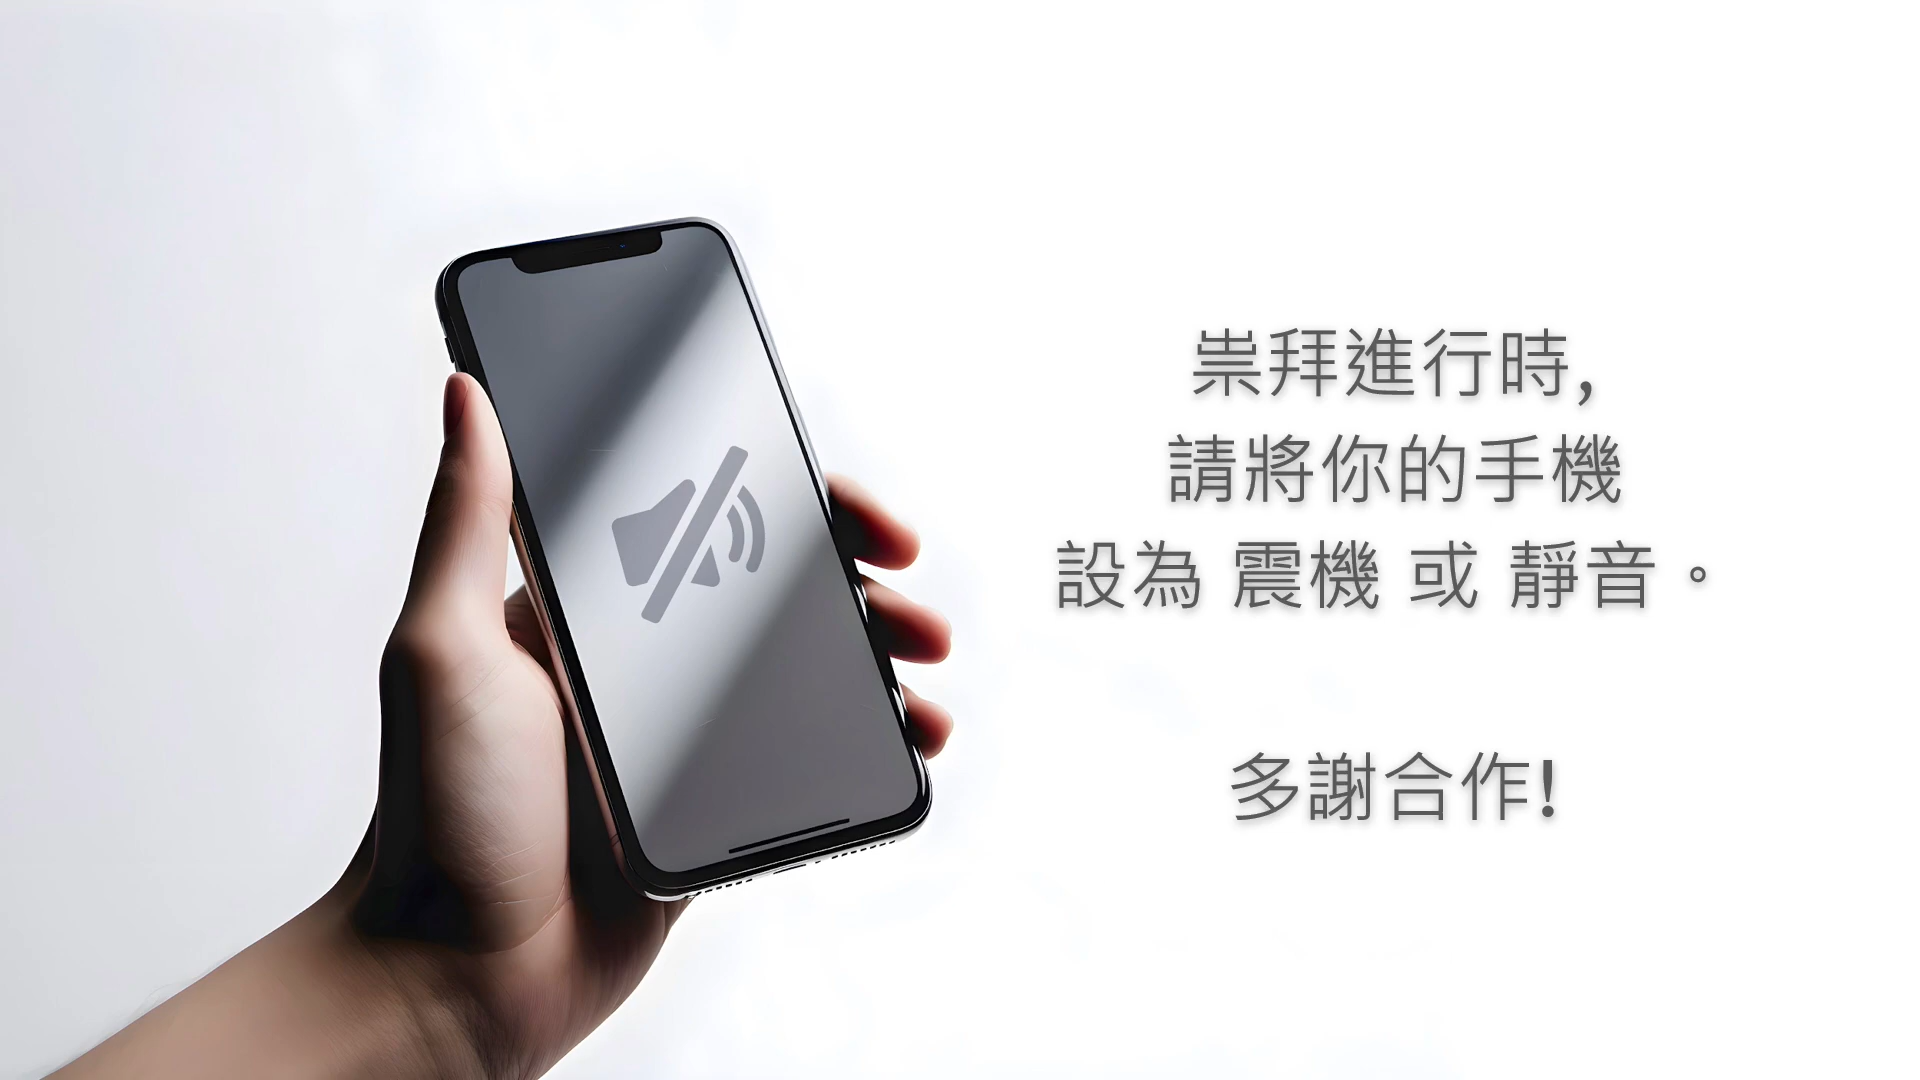 祟拜進行時,
請將你的手機
設為 震機 或 靜音。
多謝合作!